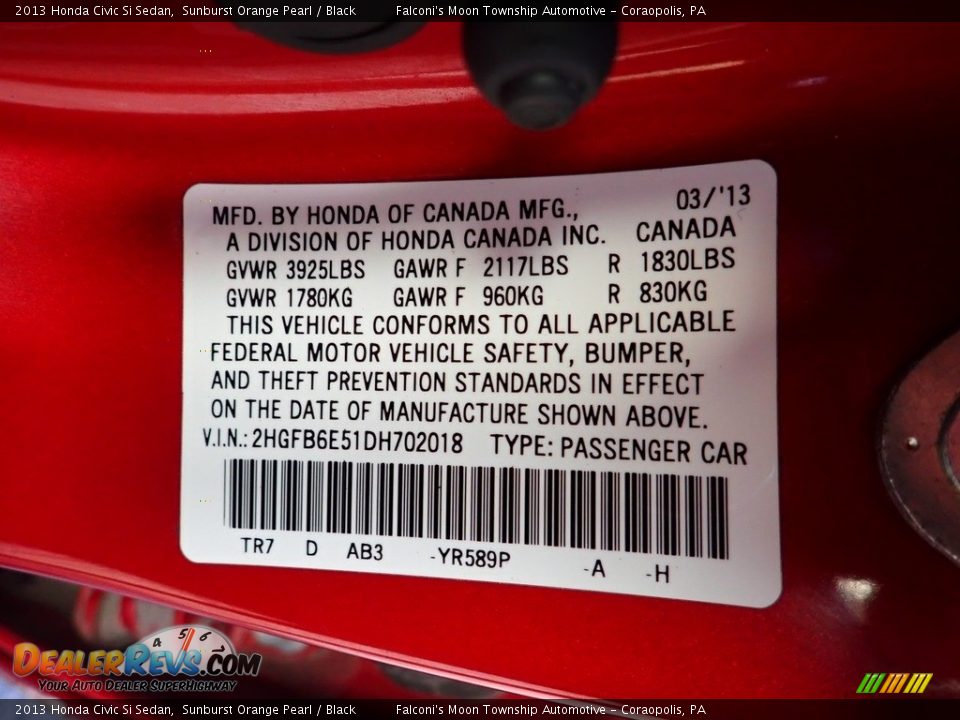 2013 Honda Civic Si Sedan, Sunburst Orange Pearl / Black Falconi's Moon Township Automotive - Coraopolis, PA
MFD. BY HONDA OF CANADA MFG., 03/'13
A DIVISION OF HONDA CANADA INC. CANADA
GVWR 3925LBS GAWR F 2117LBS R 1830LBS
GVWR 1780KG GAWR F 960KG R 830KG
THIS VEHICLE CONFORMS TO ALL APPLICABLE
FEDERAL MOTOR VEHICLE SAFETY, BUMPER,
AND THEFT PREVENTION STANDARDS IN EFFECT
ON THE DATE OF MANUFACTURE SHOWN ABOVE.
V.I.N.: 2HGFB6E51DH702018 TYPE: PASSENGER CAR
TR7 D AB3 -YR589P -A -H
4 5 6 7
DEALERREVS.COM
YOUR AUTO DEALER SUPERHIGHWAY
2013 Honda Civic Si Sedan, Sunburst Orange Pearl / Black Falconi's Moon Township Automotive - Coraopolis, PA